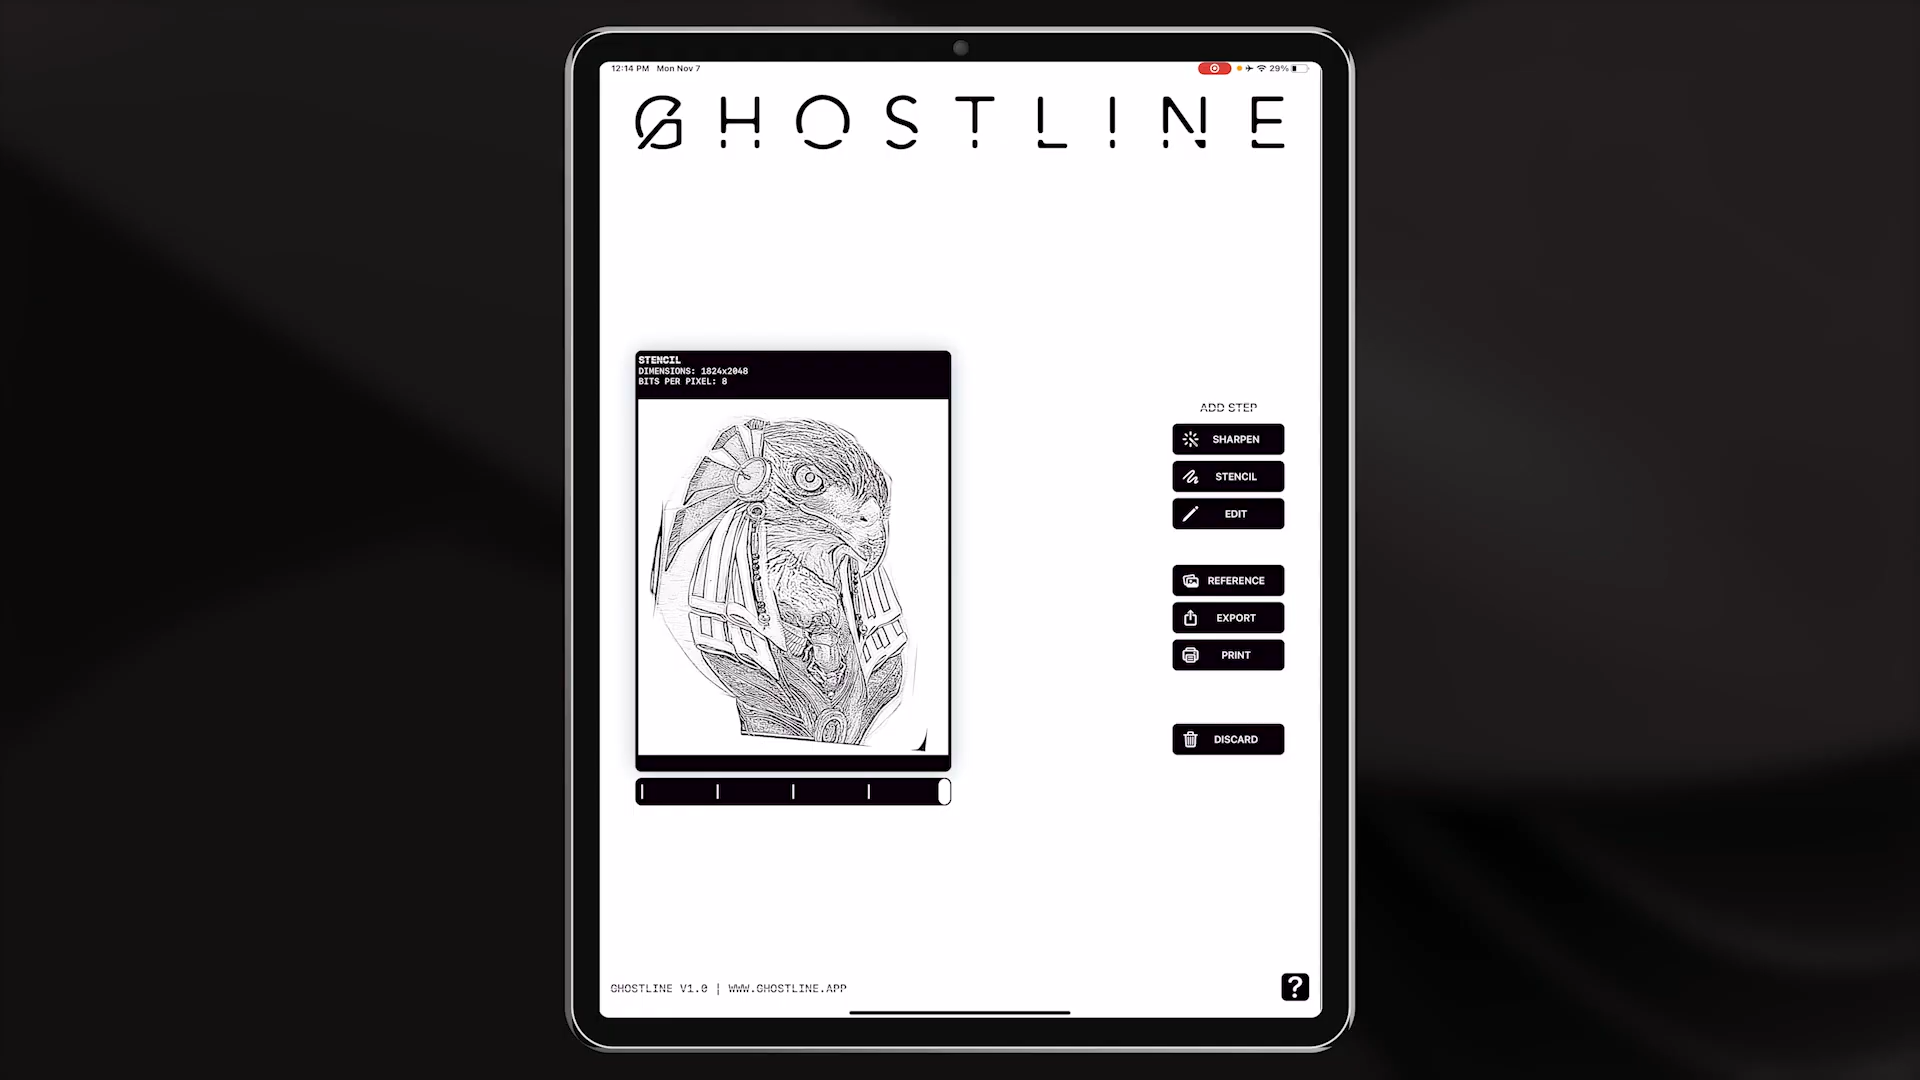 12:14 PM Mon Nov 7
29%
GHOSTLINE
STENCIL
DIMENSIONS: 1824x2048
BITS PER PIXEL: 8
ADD STEP
SHARPEN
STENCIL
EDIT
REFERENCE
EXPORT
PRINT
DISCARD
GHOSTLINE V1.0 | WWW.GHOSTLINE.APP
?